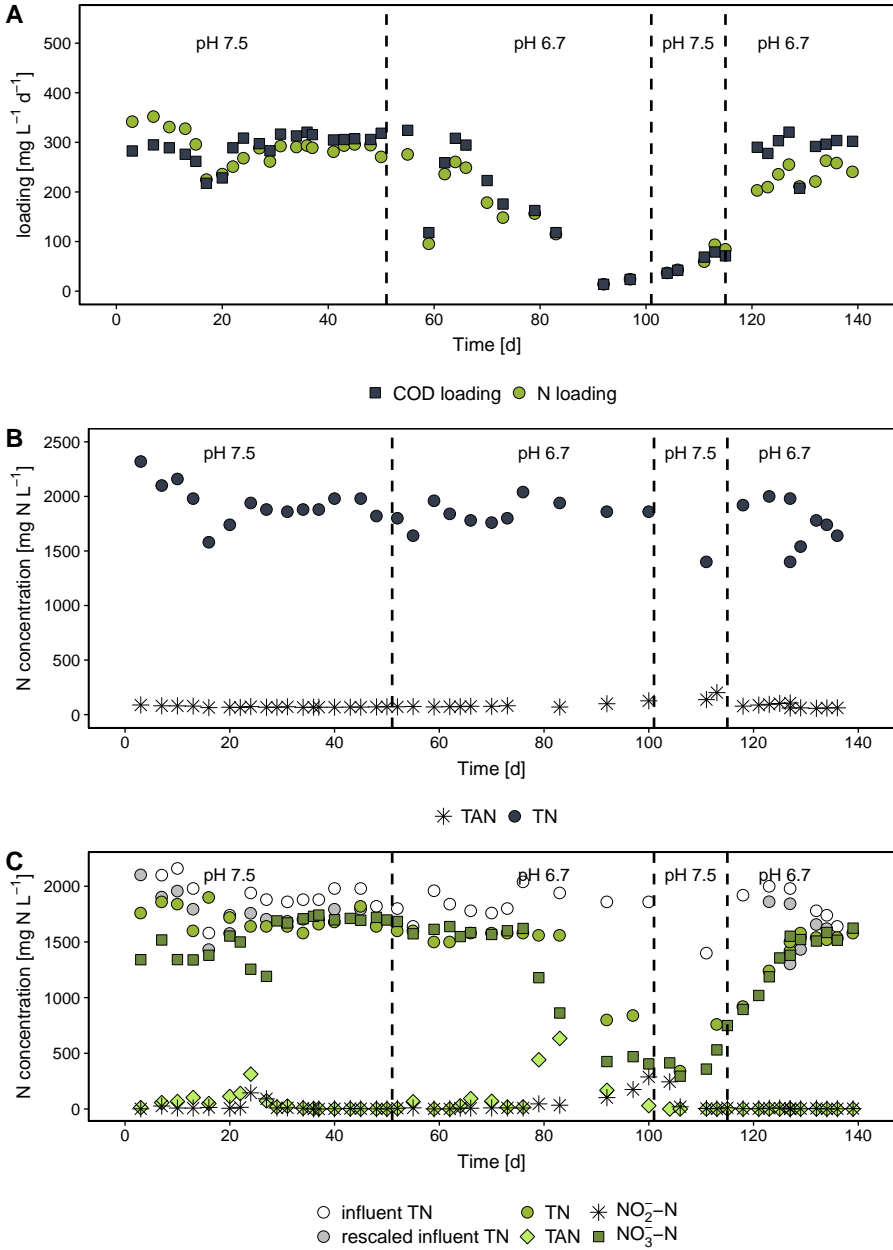 A
pH 7.5 pH 6.7 pH 7.5 pH 6.7
loading [mg L⁻¹ d⁻¹]
500
400
300
200
100
0
0 20 40 60 80 100 120 140
Time [d]
COD loading N loading
B
pH 7.5 pH 6.7 pH 7.5 pH 6.7
N concentration [mg N L⁻¹]
2500
2000
1500
1000
500
0
0 20 40 60 80 100 120 140
Time [d]
TAN TN
C
pH 7.5 pH 6.7 pH 7.5 pH 6.7
N concentration [mg N L⁻¹]
2000
1500
1000
500
0
0 20 40 60 80 100 120 140
Time [d]
influent TN TN NO₂⁻−N
rescaled influent TN TAN NO₃⁻−N